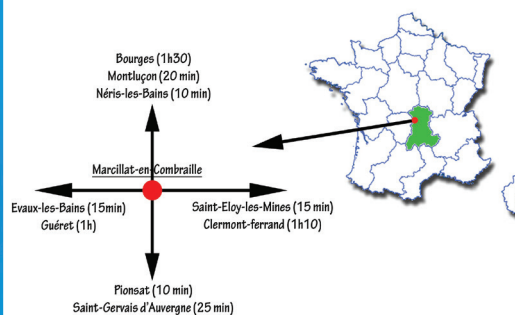 Bourges (1h30)
Montluçon (20 min)
Néris-les-Bains (10 min)
Marcillat-en-Combraille
Evaux-les-Bains (15min)
Guéret (1h)
Saint-Eloy-les-Mines (15 min)
Clermont-ferrand (1h10)
Pionsat (10 min)
Saint-Gervais d'Auvergne (25 min)